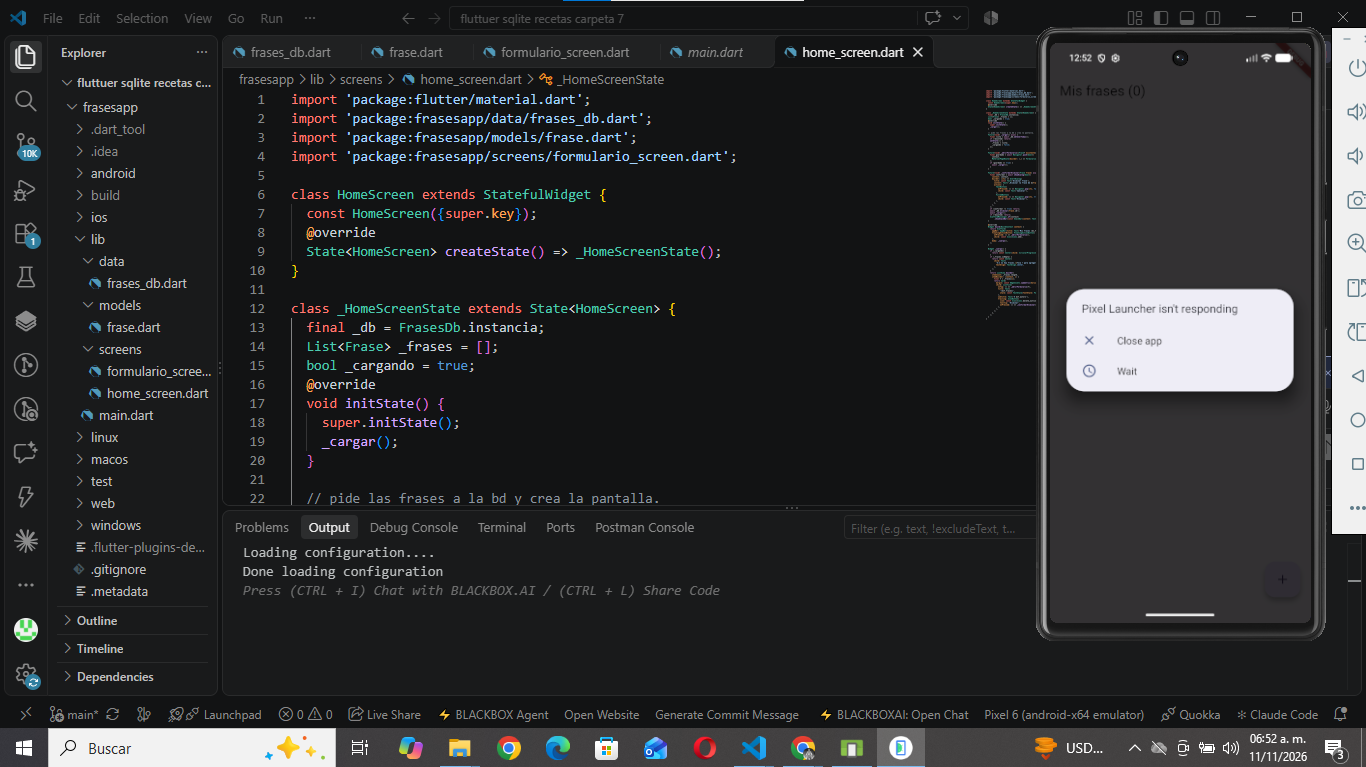 File Edit Selection View Go Run ···
fluttuer sqlite recetas carpeta 7
Explorer
fluttuer sqlite recetas c...
frasesapp
.dart_tool
.idea
android
build
ios
lib
data
frases_db.dart
models
frase.dart
screens
formulario_scree...
home_screen.dart
main.dart
linux
macos
test
web
windows
.flutter-plugins-de...
.gitignore
.metadata
Outline
Timeline
Dependencies
10K
1
frases_db.dart frase.dart formulario_screen.dart main.dart home_screen.dart
frasesapp > lib > screens > home_screen.dart > _HomeScreenState
1 import 'package:flutter/material.dart';
2 import 'package:frasesapp/data/frases_db.dart';
3 import 'package:frasesapp/models/frase.dart';
4 import 'package:frasesapp/screens/formulario_screen.dart';
5
6 class HomeScreen extends StatefulWidget {
7 const HomeScreen({super.key});
8 @override
9 State<HomeScreen> createState() => _HomeScreenState();
10 }
11
12 class _HomeScreenState extends State<HomeScreen> {
13 final _db = FrasesDb.instancia;
14 List<Frase> _frases = [];
15 bool _cargando = true;
16 @override
17 void initState() {
18 super.initState();
19 _cargar();
20 }
21
22 // pide las frases a la bd y crea la pantalla.
Problems Output Debug Console Terminal Ports Postman Console
Filter (e.g. text, !excludeText, t...
Loading configuration....
Done loading configuration
Press (CTRL + I) Chat with BLACKBOX.AI / (CTRL + L) Share Code
12:52
Mis frases (0)
Pixel Launcher isn't responding
Close app
Wait
+
main* Launchpad 0 0 Live Share BLACKBOX Agent Open Website Generate Commit Message BLACKBOXAI: Open Chat Pixel 6 (android-x64 emulator) Quokka Claude Code
Buscar
USD...
06:52 a. m.
11/11/2026
3